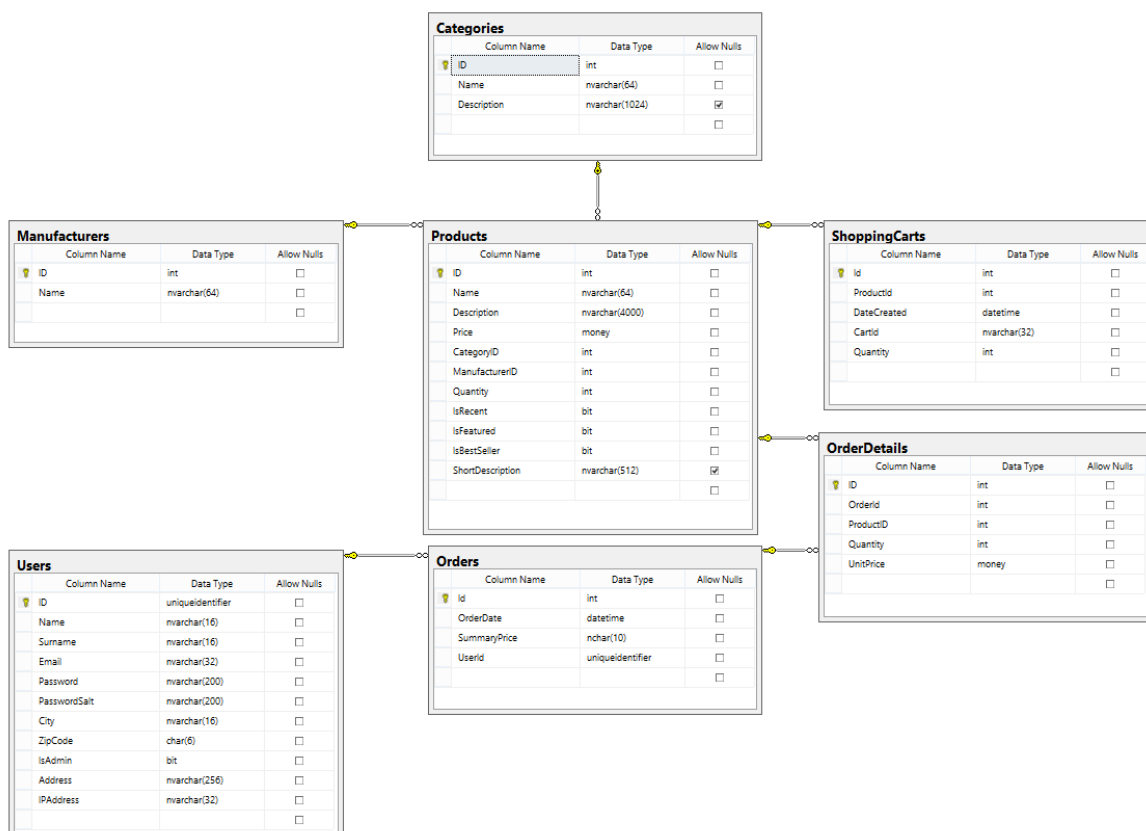 Categories
Column Name Data Type Allow Nulls
ID int
Name nvarchar(64)
Description nvarchar(1024)
Manufacturers
Column Name Data Type Allow Nulls
ID int
Name nvarchar(64)
Products
Column Name Data Type Allow Nulls
ID int
Name nvarchar(64)
Description nvarchar(4000)
Price money
CategoryID int
ManufacturerID int
Quantity int
IsRecent bit
IsFeatured bit
IsBestSeller bit
ShortDescription nvarchar(512)
ShoppingCarts
Column Name Data Type Allow Nulls
Id int
ProductId int
DateCreated datetime
CartId nvarchar(32)
Quantity int
OrderDetails
Column Name Data Type Allow Nulls
ID int
OrderId int
ProductID int
Quantity int
UnitPrice money
Users
Column Name Data Type Allow Nulls
ID uniqueidentifier
Name nvarchar(16)
Surname nvarchar(16)
Email nvarchar(32)
Password nvarchar(200)
PasswordSalt nvarchar(200)
City nvarchar(16)
ZipCode char(6)
IsAdmin bit
Address nvarchar(256)
IPAddress nvarchar(32)
Orders
Column Name Data Type Allow Nulls
Id int
OrderDate datetime
SummaryPrice nchar(10)
UserId uniqueidentifier